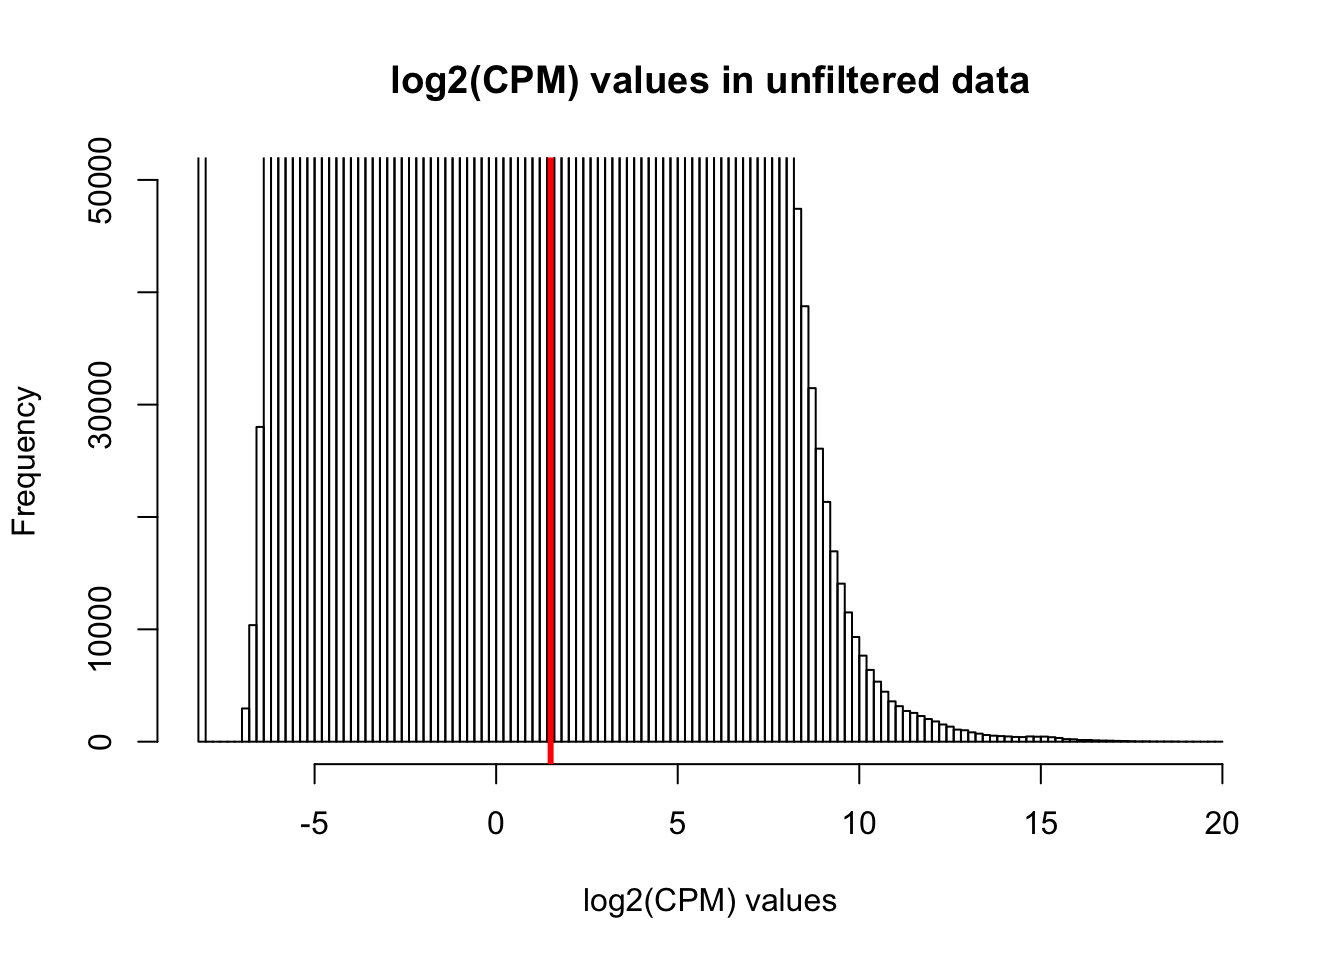 log2(CPM) values in unfiltered data
Frequency
50000
30000
10000
0
-5 0 5 10 15 20
log2(CPM) values